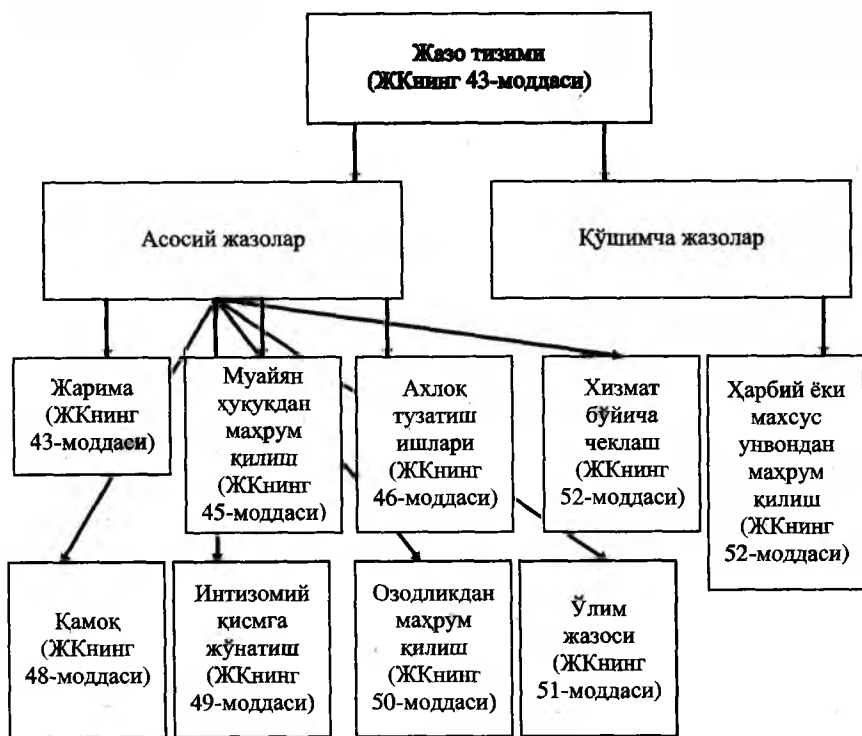 Жазо тизими
(ЖКнинг 43-моддаси)
Асосий жазолар
Қўшимча жазолар
Жарима
(ЖКнинг
43-моддаси)
Муайян
ҳуқуқдан
маҳрум
қилиш
(ЖКнинг
45-моддаси)
Ахлоқ
тузатиш
ишлари
(ЖКнинг
46-моддаси)
Хизмат
бўйича
чеклаш
(ЖКнинг
52-моддаси)
Ҳарбий ёки
махсус
унвондан
маҳрум
қилиш
(ЖКнинг
52-моддаси)
Қамоқ
(ЖКнинг
48-моддаси)
Интизомий
қисмга
жўнатиш
(ЖКнинг
49-моддаси)
Озодликдан
маҳрум
қилиш
(ЖКнинг
50-моддаси)
Ўлим
жазоси
(ЖКнинг
51-моддаси)